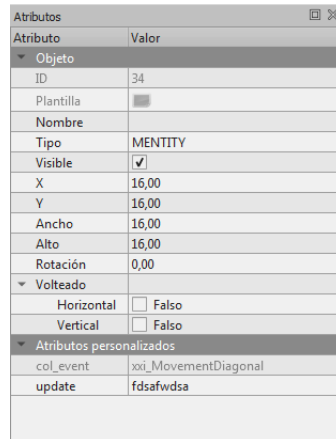 Atributos
Atributo Valor
Objeto
ID 34
Plantilla
Nombre
Tipo MENTITY
Visible
X 16,00
Y 16,00
Ancho 16,00
Alto 16,00
Rotación 0,00
Volteado
Horizontal Falso
Vertical Falso
Atributos personalizados
col_event xxi_MovementDiagonal
update fdsafwdsa